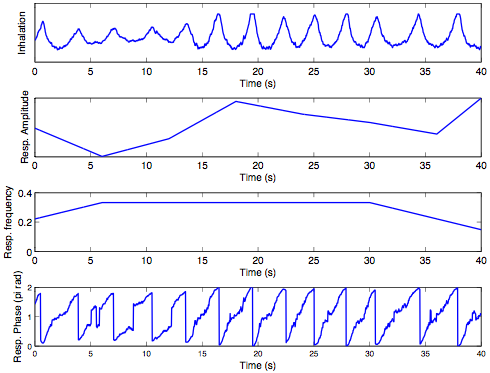 Inhalation
0 5 10 15 20 25 30 35 40
Time (s)
Resp. Amplitude
0 5 10 15 20 25 30 35 40
Time (s)
Resp. frequency
0.4
0.2
0
0 5 10 15 20 25 30 35 40
Time (s)
Resp. Phase (pi rad)
2
1
0
0 5 10 15 20 25 30 35 40
Time (s)